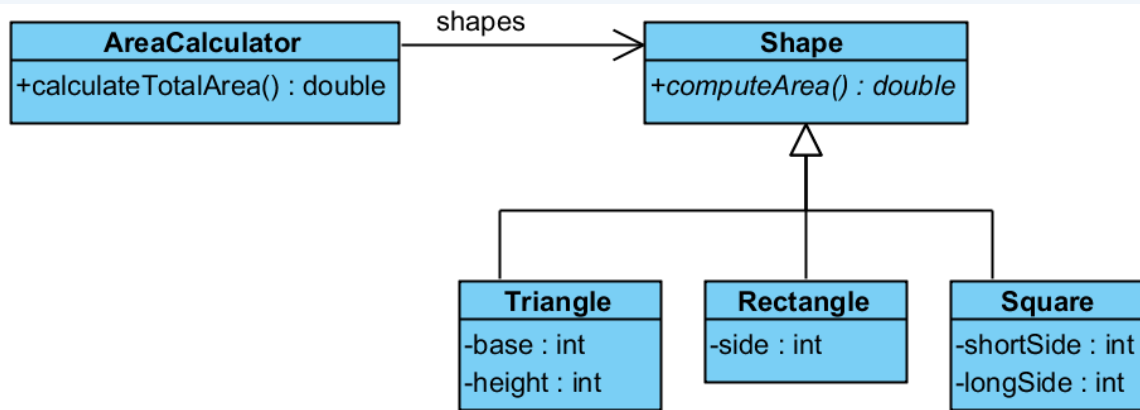 shapes
AreaCalculator
+calculateTotalArea() : double
Shape
+computeArea() : double
Triangle
-base : int
-height : int
Rectangle
-side : int
Square
-shortSide : int
-longSide : int